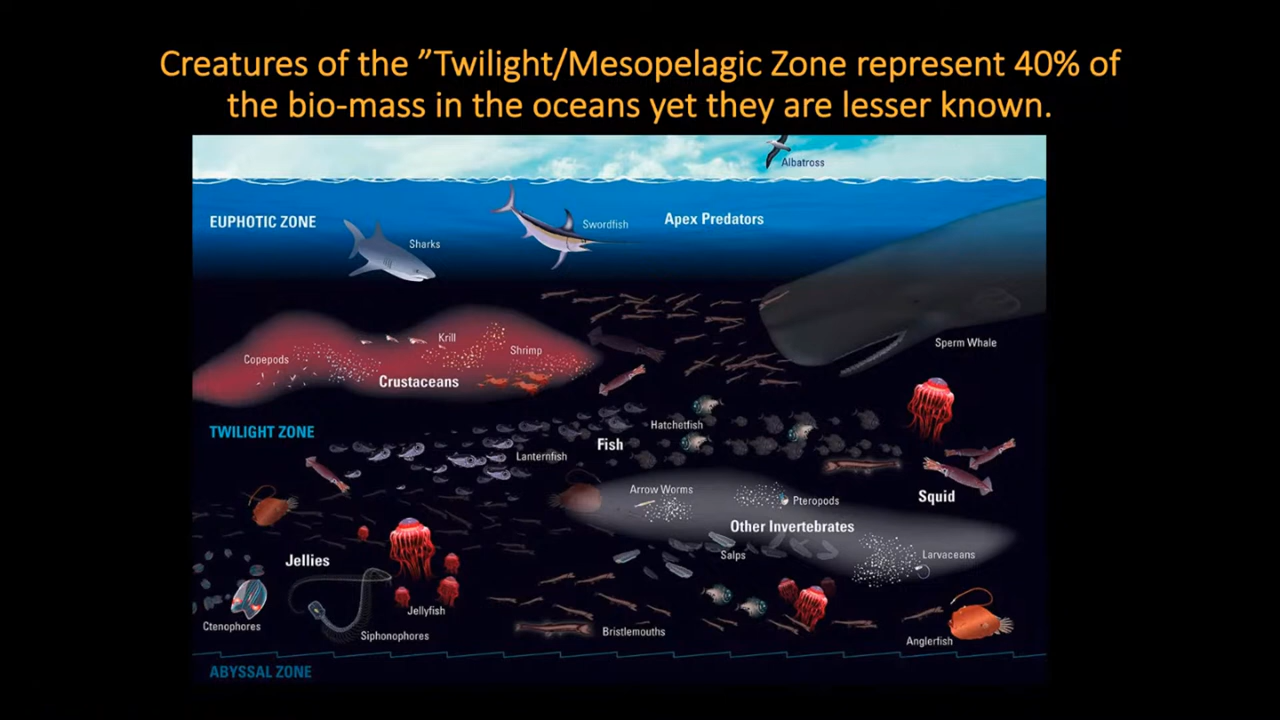 Creatures of the ”Twilight/Mesopelagic Zone represent 40% of
the bio-mass in the oceans yet they are lesser known.
Albatross
EUPHOTIC ZONE
Swordfish
Apex Predators
Sharks
Krill
Shrimp
Copepods
Crustaceans
Sperm Whale
TWILIGHT ZONE
Hatchetfish
Fish
Lanternfish
Arrow Worms
Pteropods
Squid
Other Invertebrates
Salps
Larvaceans
Jellies
Jellyfish
Ctenophores
Siphonophores
Bristlemouths
Anglerfish
ABYSSAL ZONE